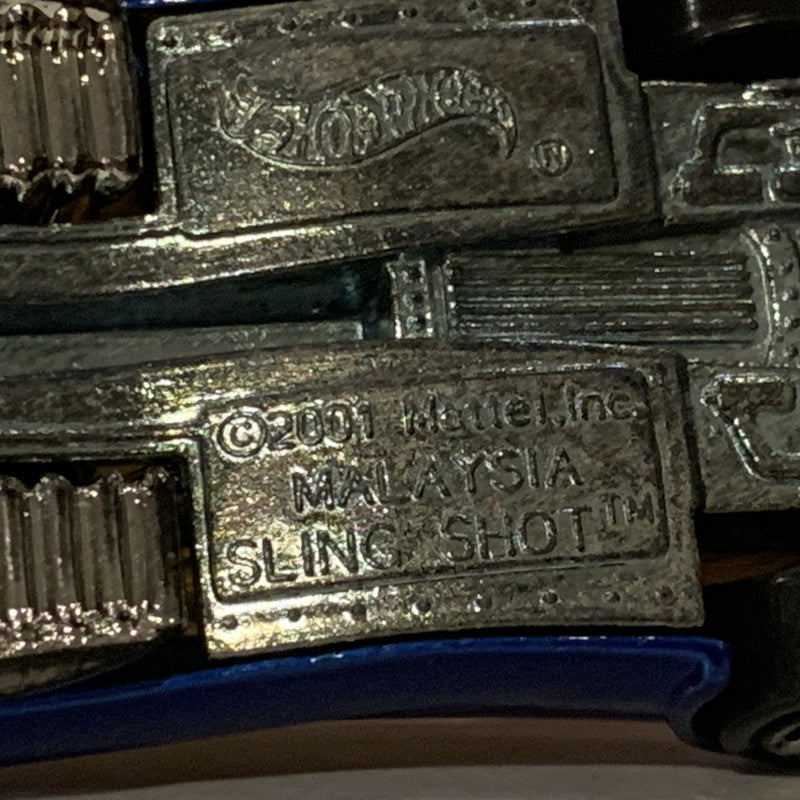 HOT WHEELS
®
©2001 Mattel, Inc.
MALAYSIA
SLING SHOT™